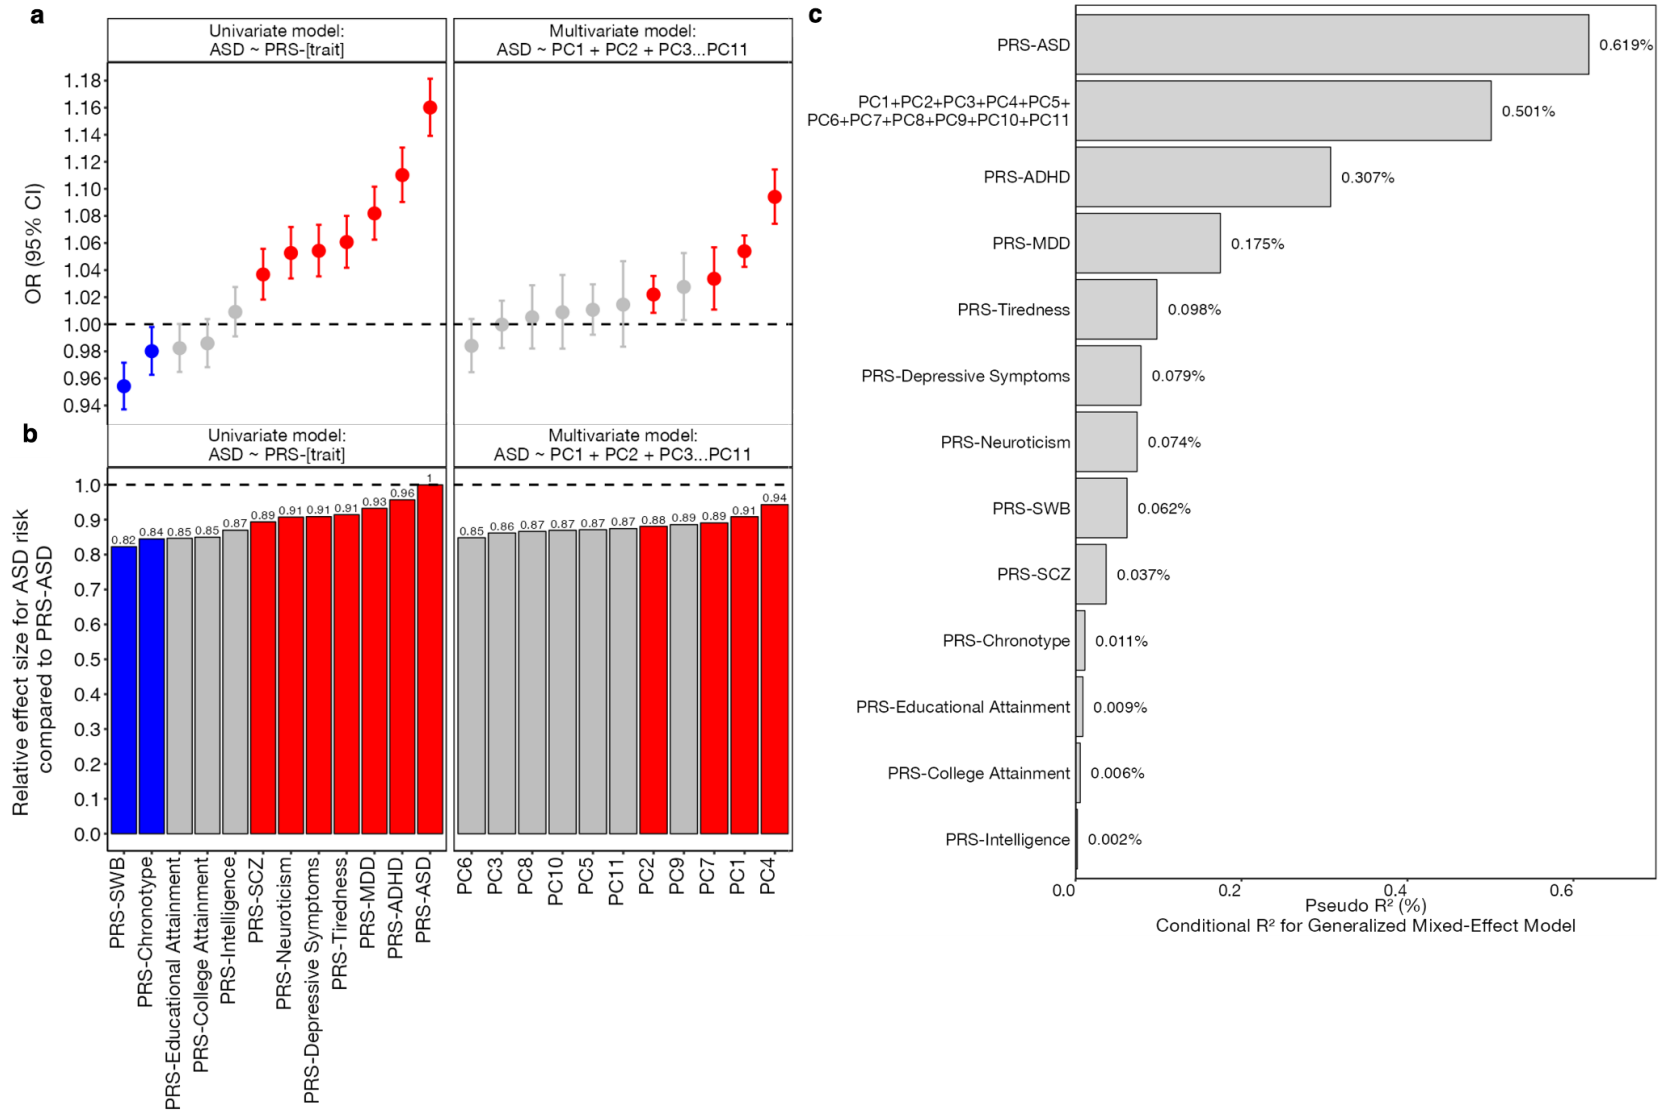 a
Univariate model:
ASD ~ PRS-[trait]
Multivariate model:
ASD ~ PC1 + PC2 + PC3...PC11
OR (95% CI)
1.18
1.16
1.14
1.12
1.10
1.08
1.06
1.04
1.02
1.00
0.98
0.96
0.94
b
Univariate model:
ASD ~ PRS-[trait]
Multivariate model:
ASD ~ PC1 + PC2 + PC3...PC11
Relative effect size for ASD risk
compared to PRS-ASD
1.0
0.9
0.8
0.7
0.6
0.5
0.4
0.3
0.2
0.1
0.0
0.82
0.84
0.85
0.85
0.87
0.89
0.91
0.91
0.91
0.93
0.96
1
0.85
0.86
0.87
0.87
0.87
0.87
0.88
0.89
0.89
0.91
0.94
PRS-SWB
PRS-Chronotype
PRS-Educational Attainment
PRS-College Attainment
PRS-Intelligence
PRS-SCZ
PRS-Neuroticism
PRS-Depressive Symptoms
PRS-Tiredness
PRS-MDD
PRS-ADHD
PRS-ASD
PC6
PC3
PC8
PC10
PC5
PC11
PC2
PC9
PC7
PC1
PC4
c
PRS-ASD
0.619%
PC1+PC2+PC3+PC4+PC5+
PC6+PC7+PC8+PC9+PC10+PC11
0.501%
PRS-ADHD
0.307%
PRS-MDD
0.175%
PRS-Tiredness
0.098%
PRS-Depressive Symptoms
0.079%
PRS-Neuroticism
0.074%
PRS-SWB
0.062%
PRS-SCZ
0.037%
PRS-Chronotype
0.011%
PRS-Educational Attainment
0.009%
PRS-College Attainment
0.006%
PRS-Intelligence
0.002%
0.0
0.2
0.4
0.6
Pseudo R² (%)
Conditional R² for Generalized Mixed-Effect Model